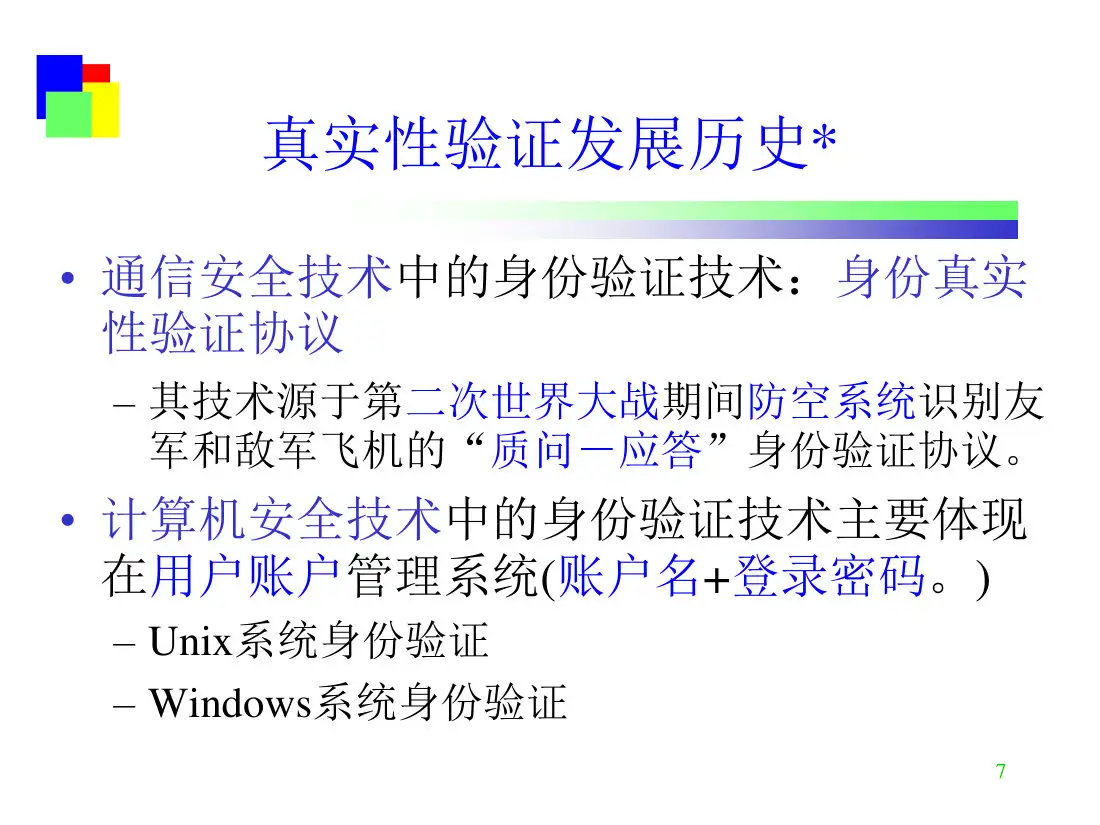 真实性验证发展历史*
• 通信安全技术中的身份验证技术：身份真实
性验证协议
– 其技术源于第二次世界大战期间防空系统识别友
军和敌军飞机的“质问－应答”身份验证协议。
• 计算机安全技术中的身份验证技术主要体现
在用户账户管理系统(账户名+登录密码。)
– Unix系统身份验证
– Windows系统身份验证
7